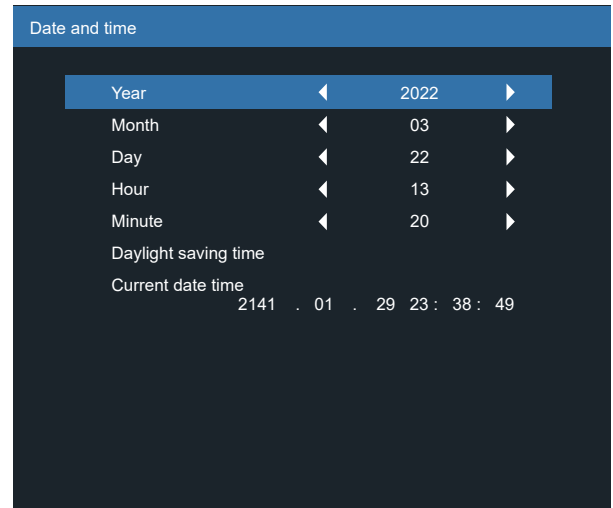 Date and time
Year 2022
Month 03
Day 22
Hour 13
Minute 20
Daylight saving time
Current date time
2141 . 01 . 29 23 : 38 : 49